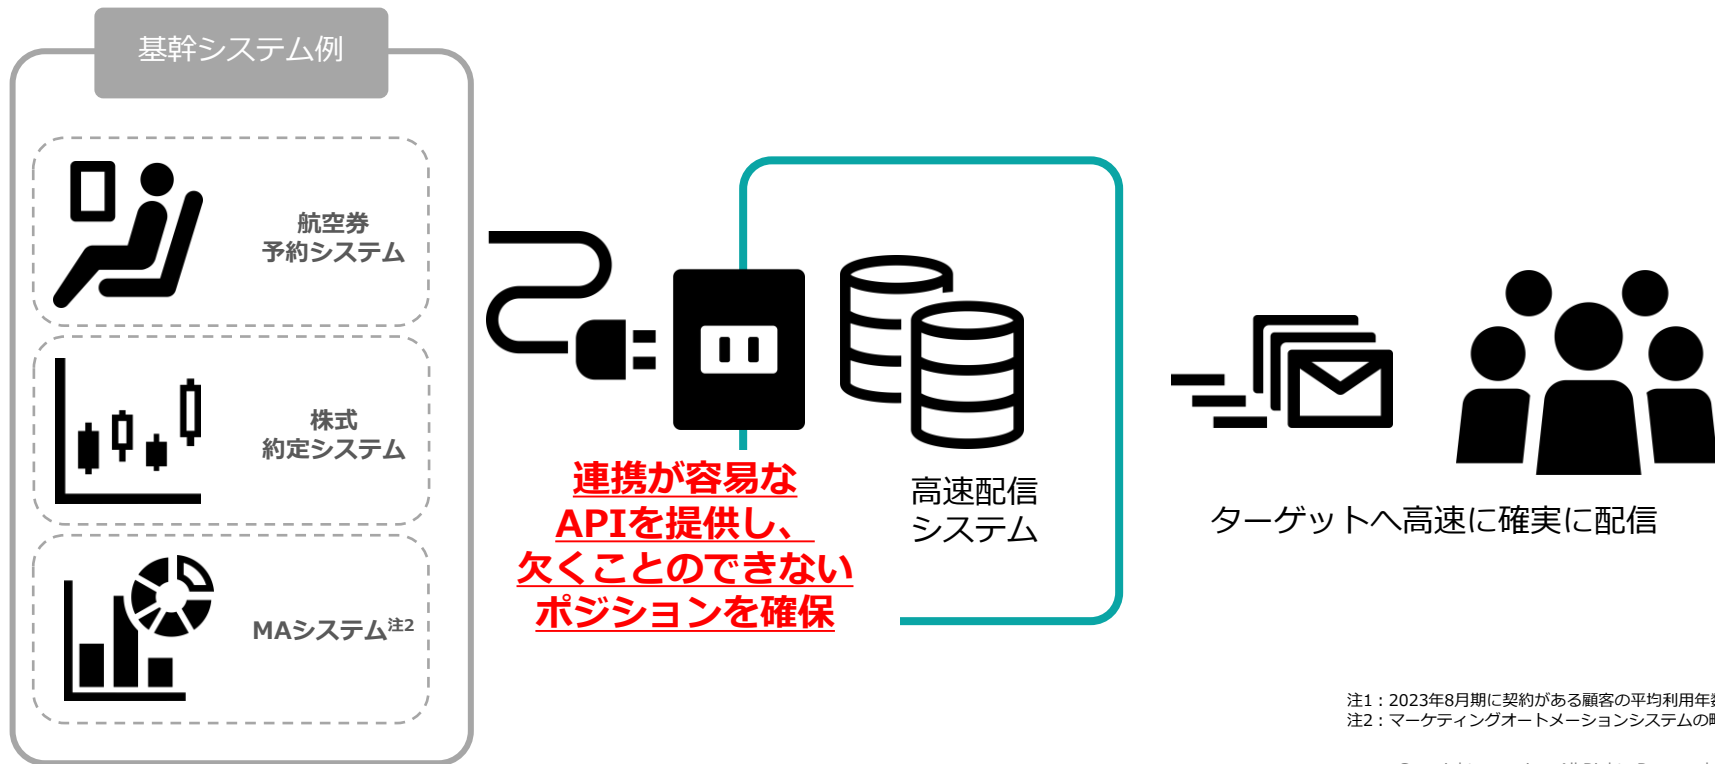 基幹システム例
航空券
予約システム
株式
約定システム
MAシステム注2
連携が容易な
APIを提供し、
欠くことのできない
ポジションを確保
高速配信
システム
ターゲットへ高速に確実に配信
注1：2023年8月期に契約がある顧客の平均利用年数
注2：マーケティングオートメーションシステムの略